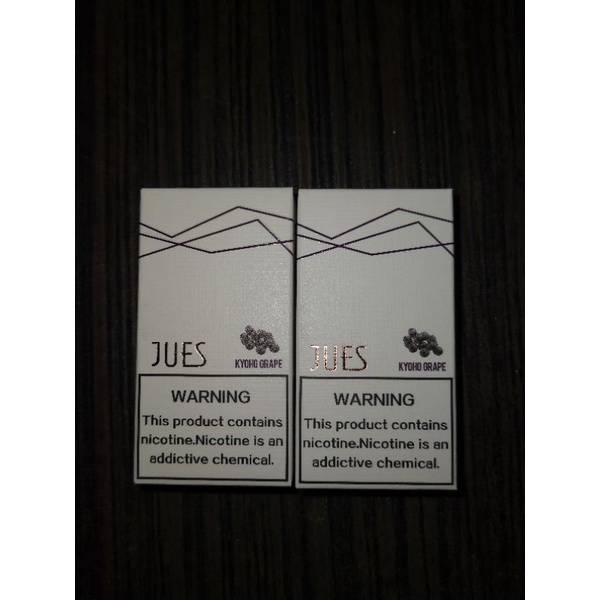 JUES
KYOHO GRAPE
WARNING
This product contains
nicotine.Nicotine is an
addictive chemical.
JUES
KYOHO GRAPE
WARNING
This product contains
nicotine.Nicotine is an
addictive chemical.